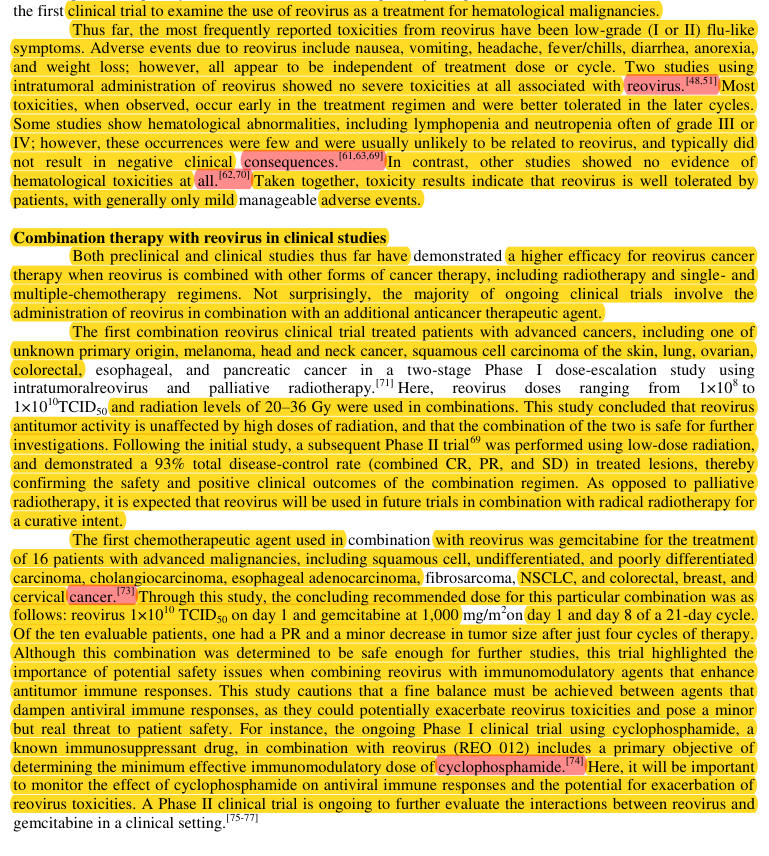 the first clinical trial to examine the use of reovirus as a treatment for hematological malignancies.
Thus far, the most frequently reported toxicities from reovirus have been low-grade (I or II) flu-like
symptoms. Adverse events due to reovirus include nausea, vomiting, headache, fever/chills, diarrhea, anorexia,
and weight loss; however, all appear to be independent of treatment dose or cycle. Two studies using
intratumoral administration of reovirus showed no severe toxicities at all associated with reovirus.[48,51] Most
toxicities, when observed, occur early in the treatment regimen and were better tolerated in the later cycles.
Some studies show hematological abnormalities, including lymphopenia and neutropenia often of grade III or
IV; however, these occurrences were few and were usually unlikely to be related to reovirus, and typically did
not result in negative clinical consequences.[61,63,69] In contrast, other studies showed no evidence of
hematological toxicities at all.[62,70] Taken together, toxicity results indicate that reovirus is well tolerated by
patients, with generally only mild manageable adverse events.
Combination therapy with reovirus in clinical studies
Both preclinical and clinical studies thus far have demonstrated a higher efficacy for reovirus cancer
therapy when reovirus is combined with other forms of cancer therapy, including radiotherapy and single- and
multiple-chemotherapy regimens. Not surprisingly, the majority of ongoing clinical trials involve the
administration of reovirus in combination with an additional anticancer therapeutic agent.
The first combination reovirus clinical trial treated patients with advanced cancers, including one of
unknown primary origin, melanoma, head and neck cancer, squamous cell carcinoma of the skin, lung, ovarian,
colorectal, esophageal, and pancreatic cancer in a two-stage Phase I dose-escalation study using
intratumoralreovirus and palliative radiotherapy.[71] Here, reovirus doses ranging from 1×10⁸ to
1×10¹⁰TCID₅₀ and radiation levels of 20–36 Gy were used in combinations. This study concluded that reovirus
antitumor activity is unaffected by high doses of radiation, and that the combination of the two is safe for further
investigations. Following the initial study, a subsequent Phase II trial⁶⁹ was performed using low-dose radiation,
and demonstrated a 93% total disease-control rate (combined CR, PR, and SD) in treated lesions, thereby
confirming the safety and positive clinical outcomes of the combination regimen. As opposed to palliative
radiotherapy, it is expected that reovirus will be used in future trials in combination with radical radiotherapy for
a curative intent.
The first chemotherapeutic agent used in combination with reovirus was gemcitabine for the treatment
of 16 patients with advanced malignancies, including squamous cell, undifferentiated, and poorly differentiated
carcinoma, cholangiocarcinoma, esophageal adenocarcinoma, fibrosarcoma, NSCLC, and colorectal, breast, and
cervical cancer.[73] Through this study, the concluding recommended dose for this particular combination was as
follows: reovirus 1×10¹⁰ TCID₅₀ on day 1 and gemcitabine at 1,000 mg/m²on day 1 and day 8 of a 21-day cycle.
Of the ten evaluable patients, one had a PR and a minor decrease in tumor size after just four cycles of therapy.
Although this combination was determined to be safe enough for further studies, this trial highlighted the
importance of potential safety issues when combining reovirus with immunomodulatory agents that enhance
antitumor immune responses. This study cautions that a fine balance must be achieved between agents that
dampen antiviral immune responses, as they could potentially exacerbate reovirus toxicities and pose a minor
but real threat to patient safety. For instance, the ongoing Phase I clinical trial using cyclophosphamide, a
known immunosuppressant drug, in combination with reovirus (REO 012) includes a primary objective of
determining the minimum effective immunomodulatory dose of cyclophosphamide.[74] Here, it will be important
to monitor the effect of cyclophosphamide on antiviral immune responses and the potential for exacerbation of
reovirus toxicities. A Phase II clinical trial is ongoing to further evaluate the interactions between reovirus and
gemcitabine in a clinical setting.[75-77]